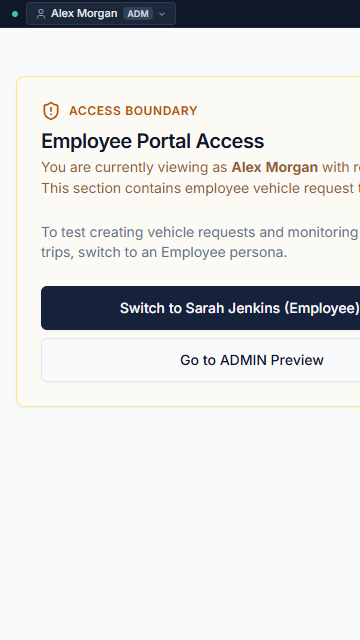 Alex Morgan ADM
ACCESS BOUNDARY
Employee Portal Access
You are currently viewing as Alex Morgan with
This section contains employee vehicle request
To test creating vehicle requests and monitoring
trips, switch to an Employee persona.
Switch to Sarah Jenkins (Employee)
Go to ADMIN Preview